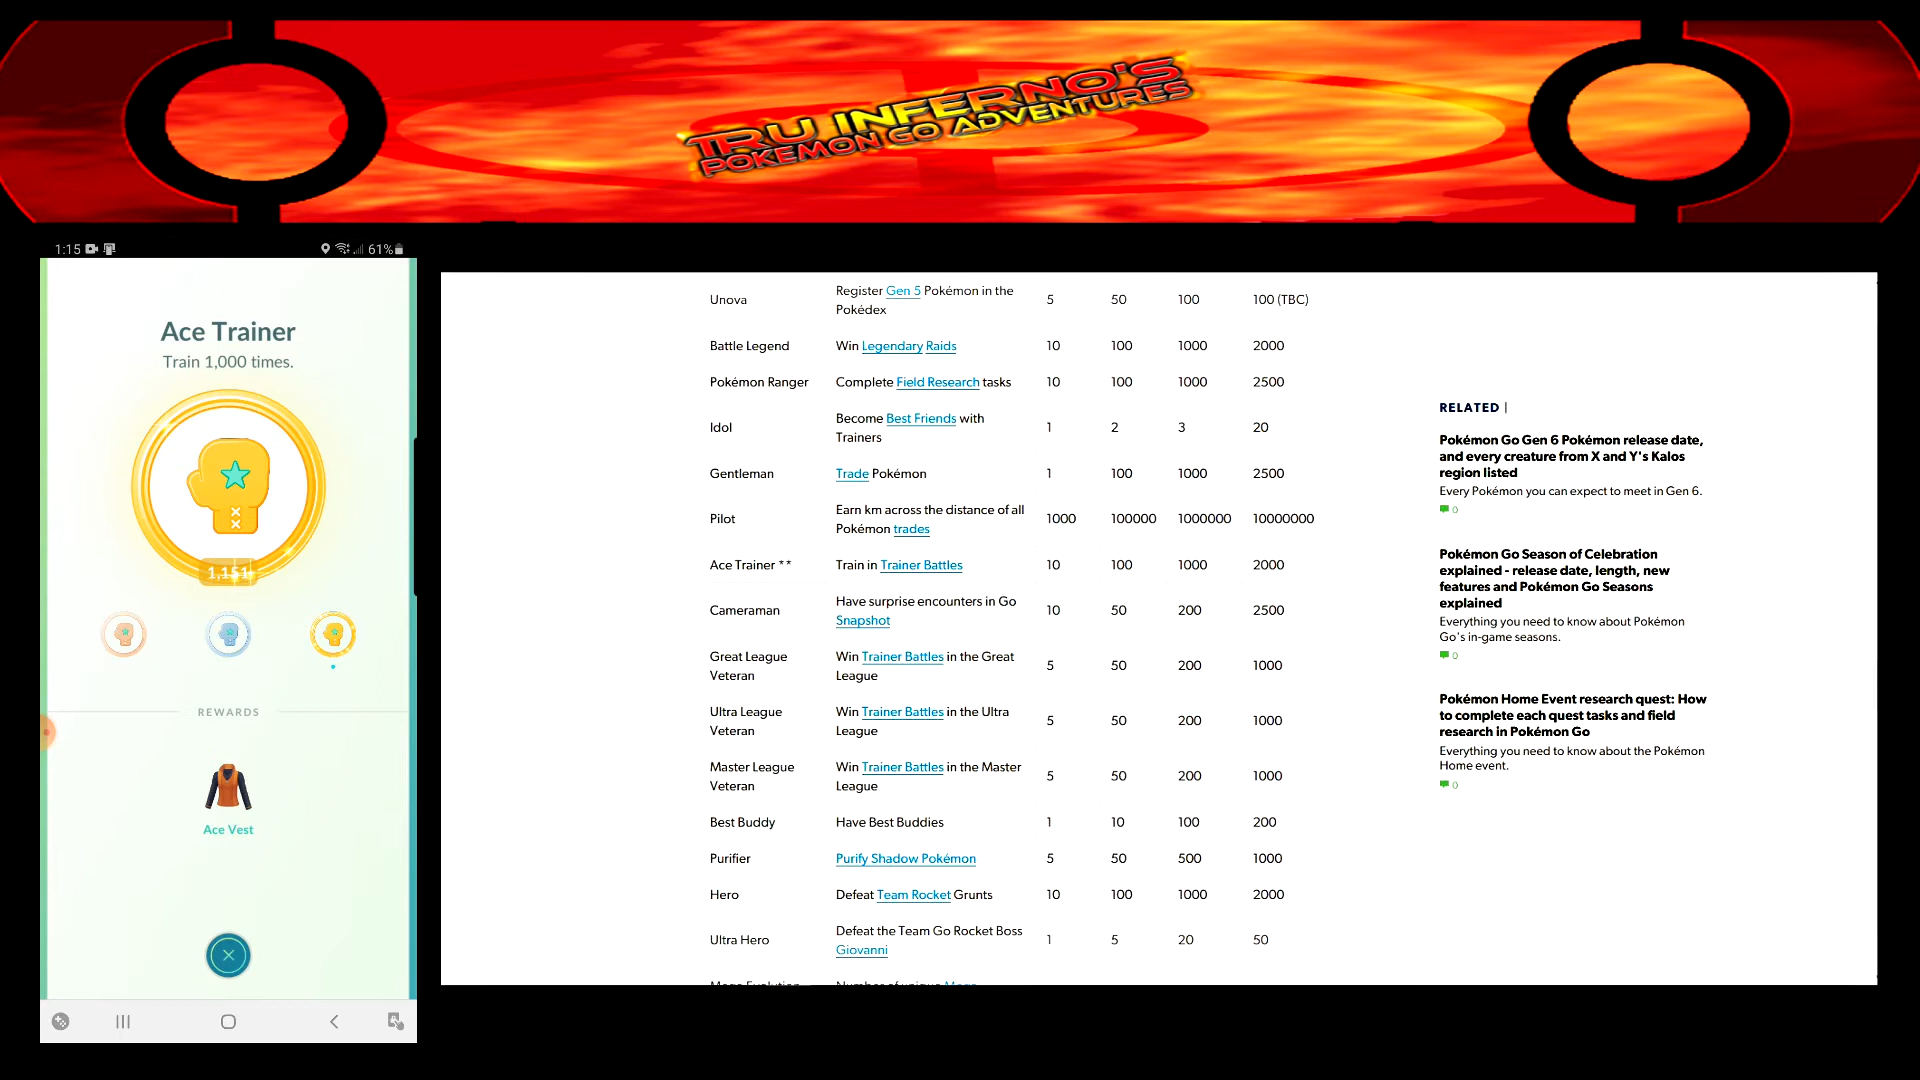 TRU INFERNO'S
POKEMON GO ADVENTURES
1:15
61%
Ace Trainer
Train 1,000 times.
1,151
REWARDS
Ace Vest
Unova Register Gen 5 Pokémon in the Pokédex 5 50 100 100 (TBC)
Battle Legend Win Legendary Raids 10 100 1000 2000
Pokémon Ranger Complete Field Research tasks 10 100 1000 2500
Idol Become Best Friends with Trainers 1 2 3 20
Gentleman Trade Pokémon 1 100 1000 2500
Pilot Earn km across the distance of all Pokémon trades 1000 100000 1000000 10000000
Ace Trainer ** Train in Trainer Battles 10 100 1000 2000
Cameraman Have surprise encounters in Go Snapshot 10 50 200 2500
Great League Veteran Win Trainer Battles in the Great League 5 50 200 1000
Ultra League Veteran Win Trainer Battles in the Ultra League 5 50 200 1000
Master League Veteran Win Trainer Battles in the Master League 5 50 200 1000
Best Buddy Have Best Buddies 1 10 100 200
Purifier Purify Shadow Pokémon 5 50 500 1000
Hero Defeat Team Rocket Grunts 10 100 1000 2000
Ultra Hero Defeat the Team Go Rocket Boss Giovanni 1 5 20 50
RELATED |
Pokémon Go Gen 6 Pokémon release date,
and every creature from X and Y's Kalos
region listed
Every Pokémon you can expect to meet in Gen 6.
0
Pokémon Go Season of Celebration
explained - release date, length, new
features and Pokémon Go Seasons
explained
Everything you need to know about Pokémon
Go's in-game seasons.
0
Pokémon Home Event research quest: How
to complete each quest tasks and field
research in Pokémon Go
Everything you need to know about the Pokémon
Home event.
0